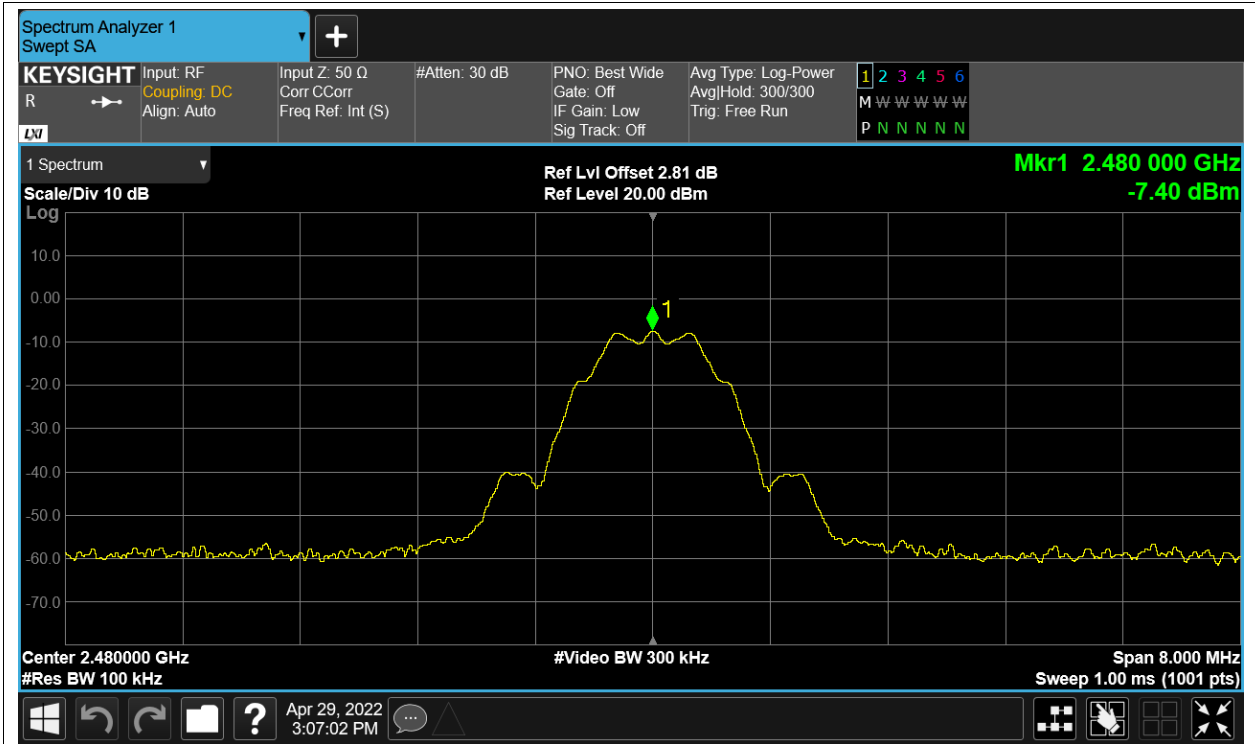 Spectrum Analyzer 1
Swept SA
KEYSIGHT
R
LXI
Input: RF
Coupling: DC
Align: Auto
Input Z: 50 Ω
Corr CCorr
Freq Ref: Int (S)
#Atten: 30 dB
PNO: Best Wide
Gate: Off
IF Gain: Low
Sig Track: Off
Avg Type: Log-Power
Avg|Hold: 300/300
Trig: Free Run
1 2 3 4 5 6
M W W W W W
P N N N N N
1 Spectrum
Scale/Div 10 dB
Log
Ref Lvl Offset 2.81 dB
Ref Level 20.00 dBm
Mkr1 2.480 000 GHz
-7.40 dBm
10.0
0.00
1
-10.0
-20.0
-30.0
-40.0
-50.0
-60.0
-70.0
Center 2.480000 GHz
#Res BW 100 kHz
#Video BW 300 kHz
Span 8.000 MHz
Sweep 1.00 ms (1001 pts)
?
Apr 29, 2022
3:07:02 PM